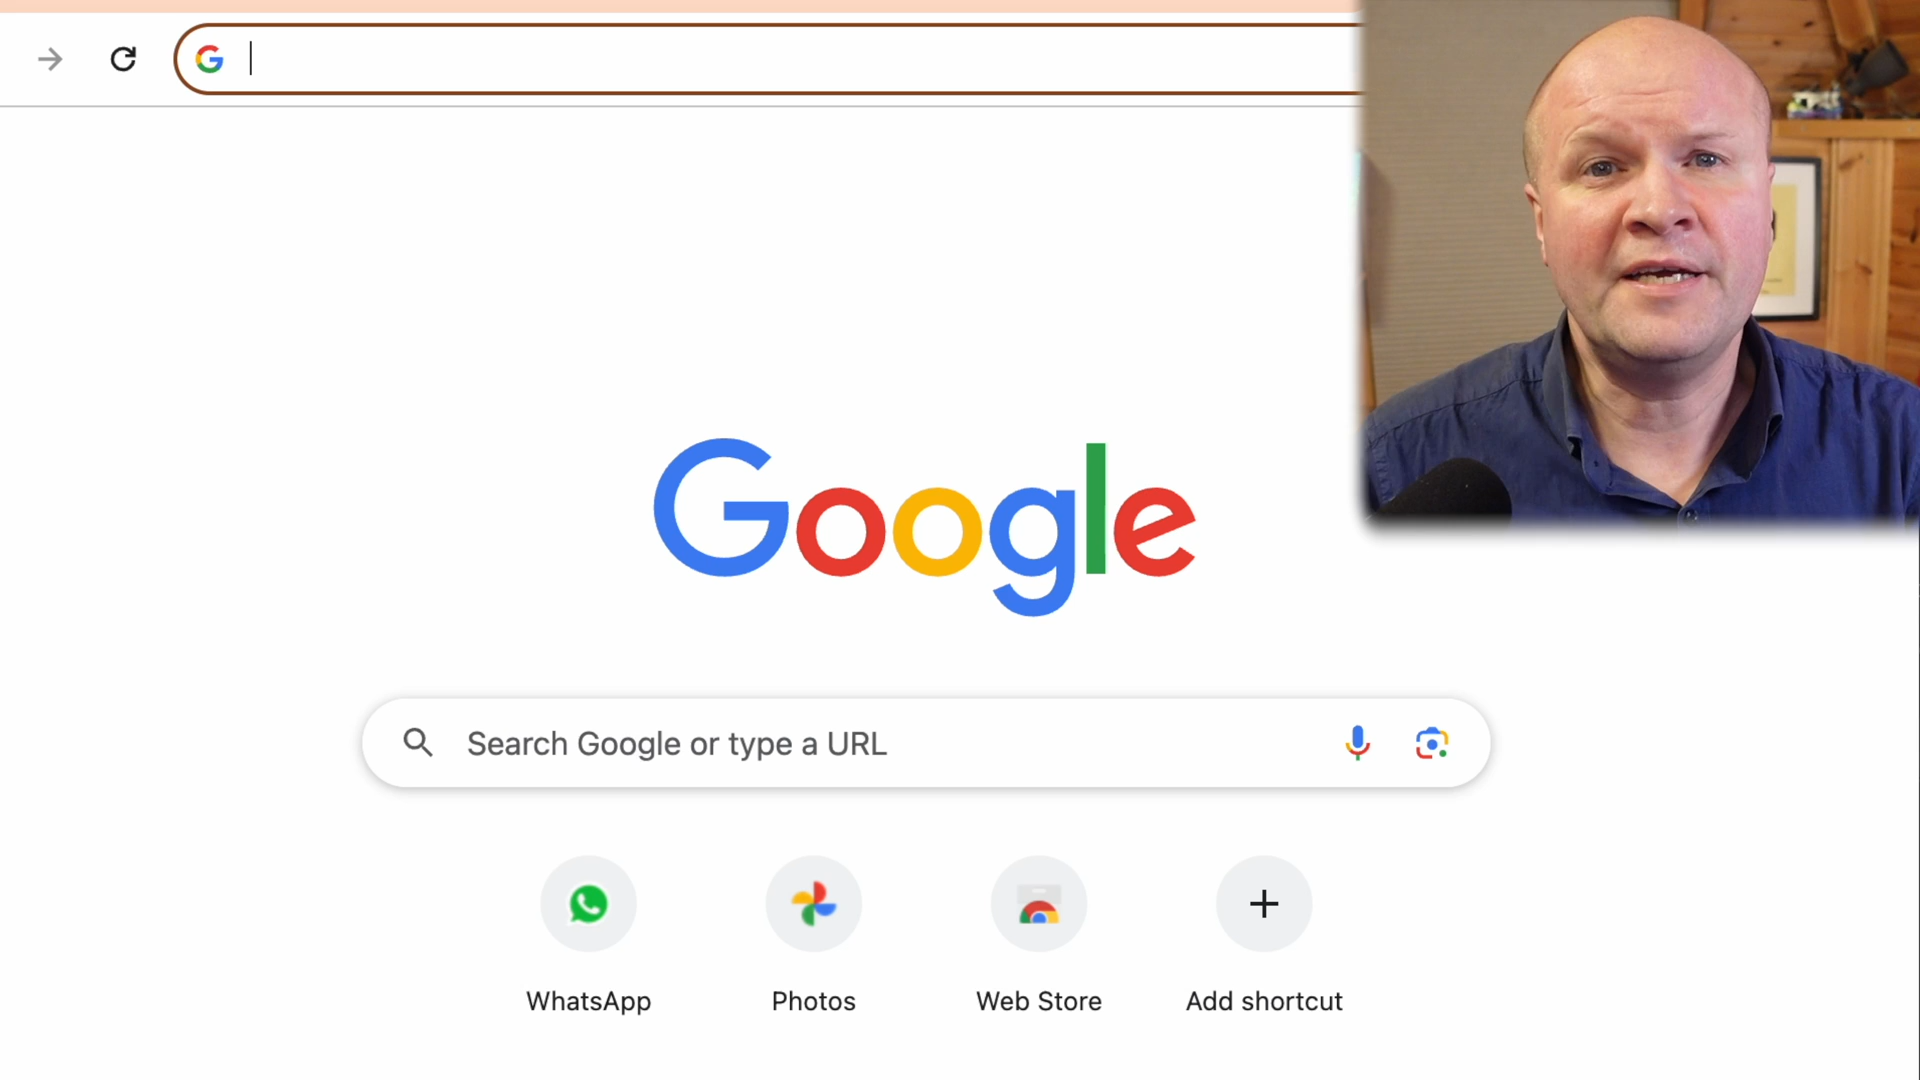 Google
Search Google or type a URL
WhatsApp
Photos
Web Store
Add shortcut